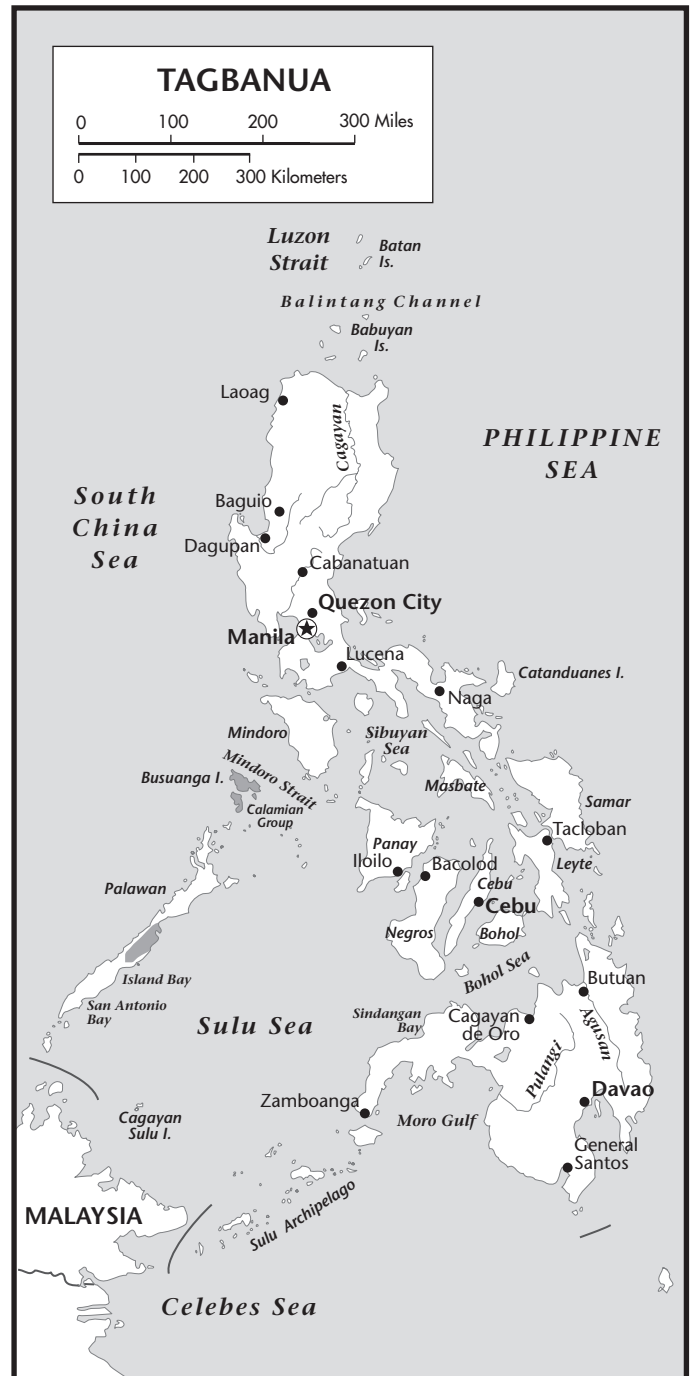 TAGBANUA
0 100 200 300 Miles
0 100 200 300 Kilometers
Luzon
Strait
Batan
Is.
Balintang Channel
Babuyan
Is.
Laoag
Cagayan
PHILIPPINE
SEA
South
China
Sea
Baguio
Dagupan
Cabanatuan
Quezon City
Manila
Lucena
Catanduanes I.
Naga
Mindoro
Sibuyan
Sea
Mindoro Strait
Busuanga I.
Calamian
Group
Masbate
Samar
Tacloban
Panay
Iloilo
Bacolod
Leyte
Cebu
Cebu
Palawan
Negros
Bohol
Island Bay
Bohol Sea
San Antonio
Bay
Butuan
Sulu Sea
Sindangan
Bay
Cagayan
de Oro
Agusan
Pulangi
Zamboanga
Davao
Cagayan
Sulu I.
Moro Gulf
General
Santos
Sulu Archipelago
MALAYSIA
Celebes Sea